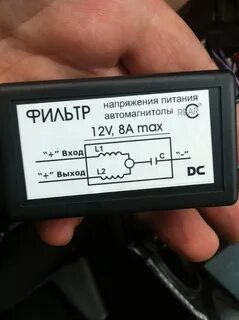 ФИЛЬТР
напряжения питания
автомагнитолы
12V, 8A max
"+" Вход
L1
C
"-"
"+" Выход
L2
DC